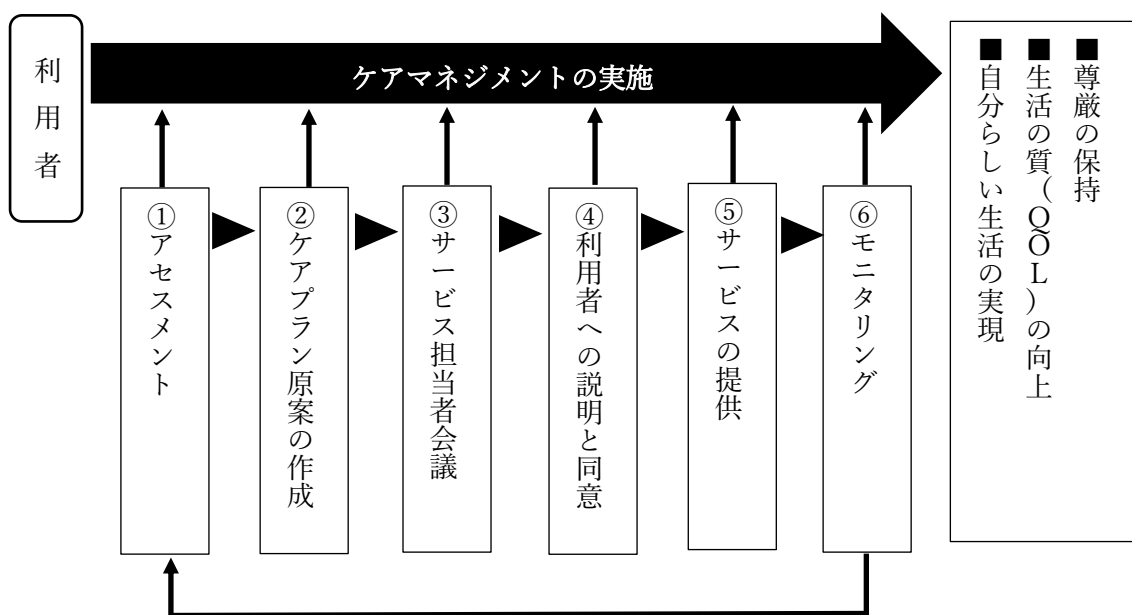 利用者
ケアマネジメントの実施
①アセスメント
②ケアプラン原案の作成
③サービス担当者会議
④利用者への説明と同意
⑤サービスの提供
⑥モニタリング
■尊厳の保持
■生活の質(QOL)の向上
■自分らしい生活の実現